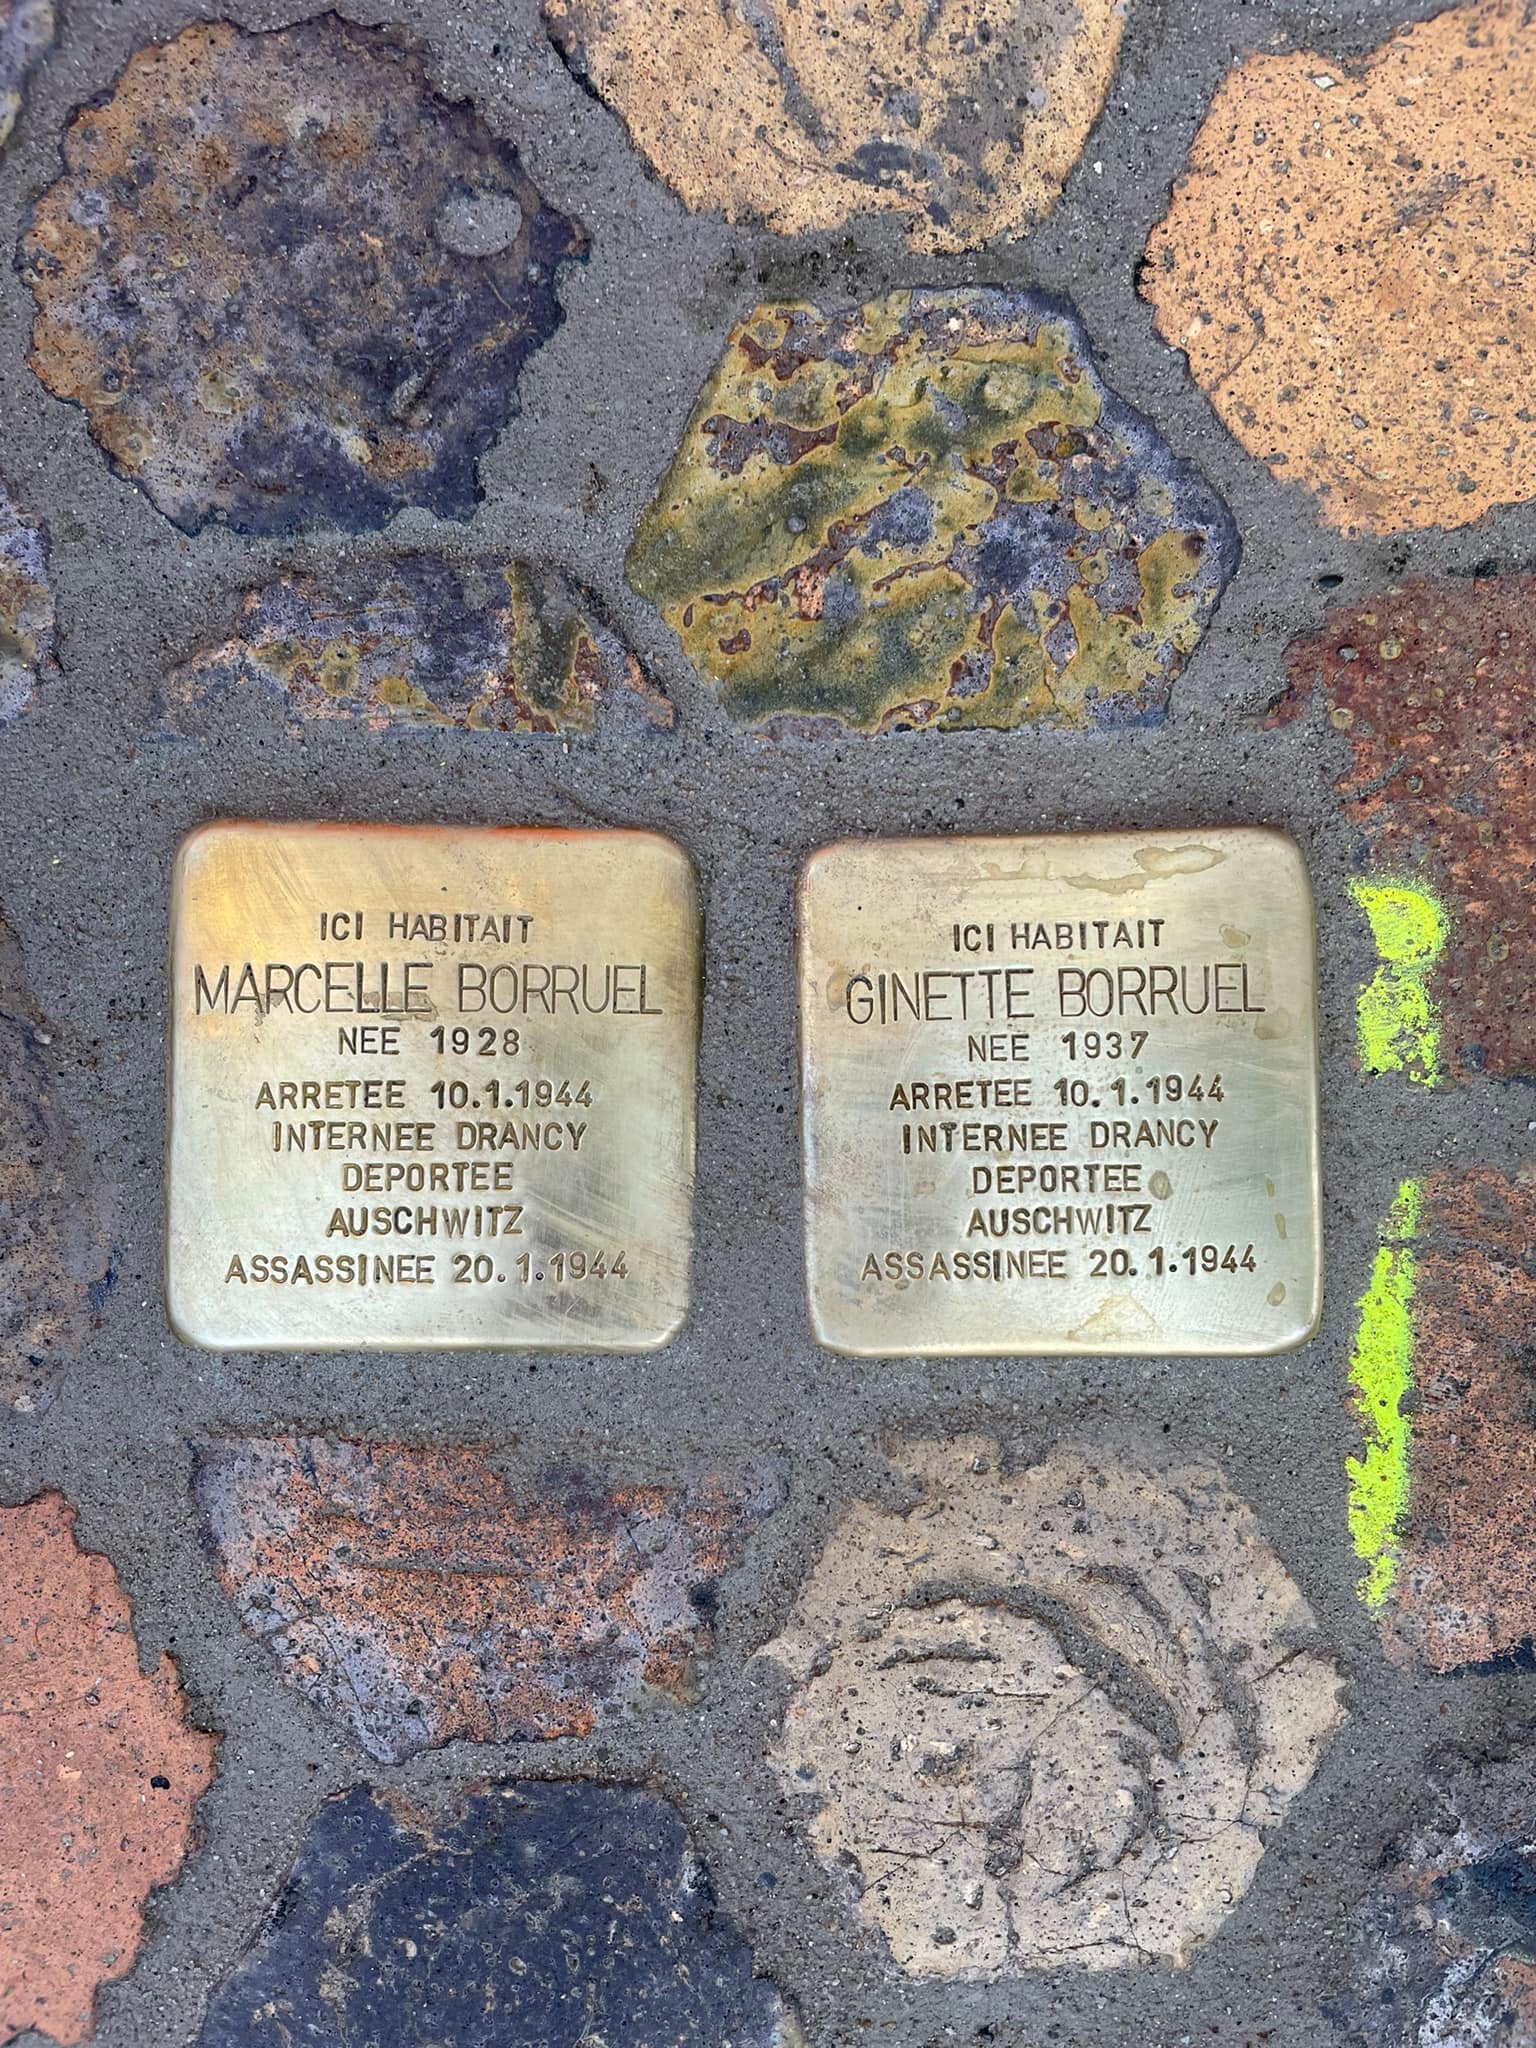 ICI HABITAIT
MARCELLE BORRUEL
NEE 1928
ARRETEE 10.1.1944
INTERNEE DRANCY
DEPORTEE
AUSCHWITZ
ASSASSINEE 20.1.1944
ICI HABITAIT
GINETTE BORRUEL
NEE 1937
ARRETEE 10.1.1944
INTERNEE DRANCY
DEPORTEE
AUSCHWITZ
ASSASSINEE 20.1.1944